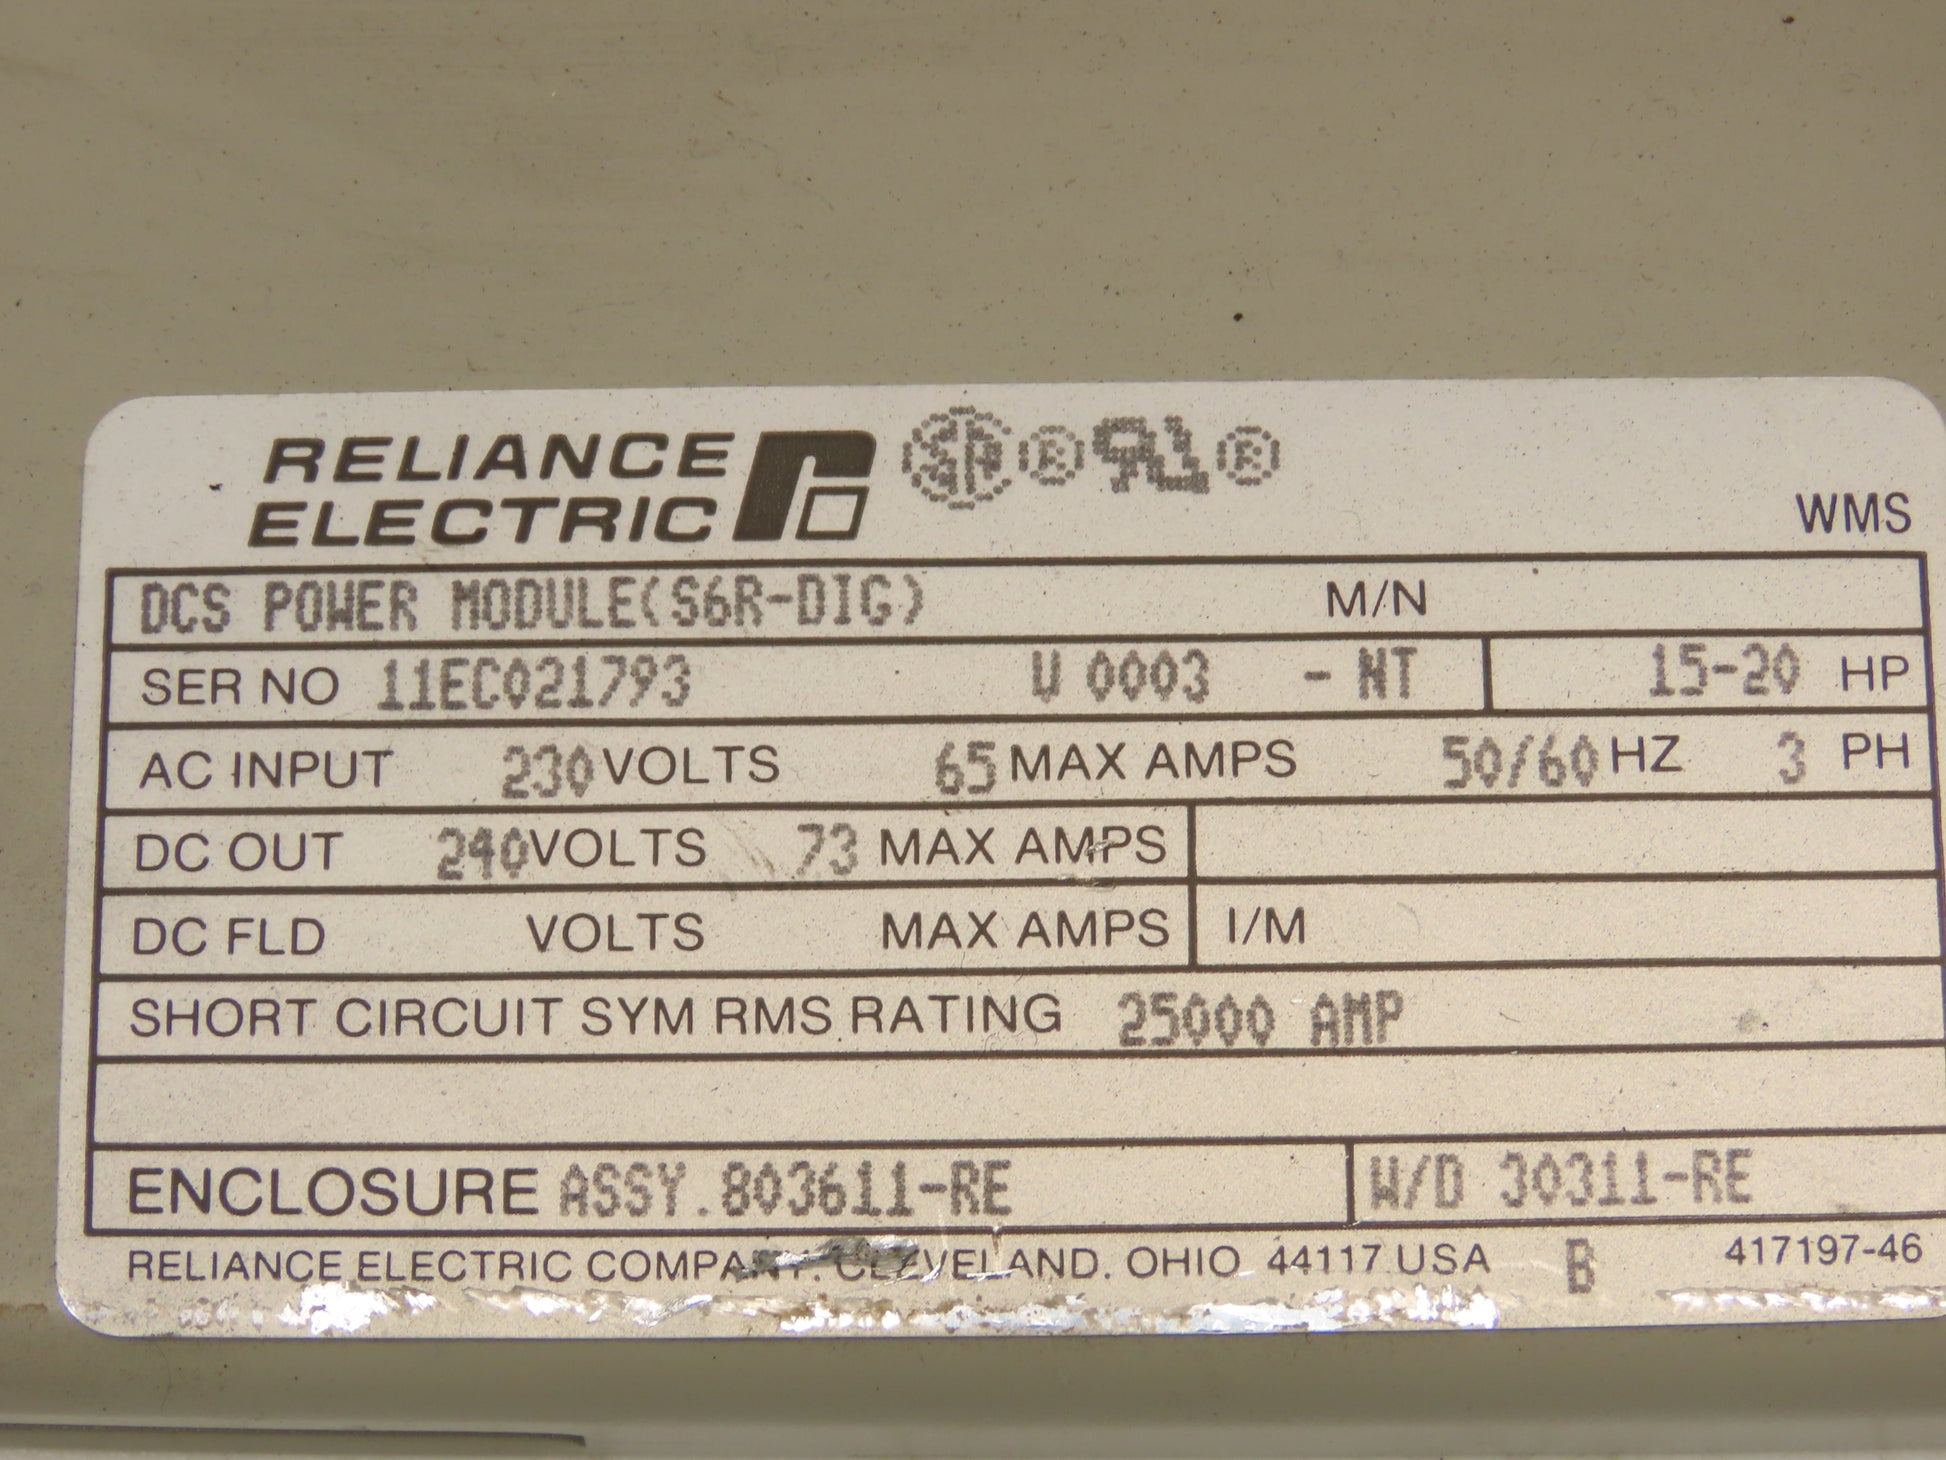 RELIANCE
ELECTRIC
WMS
DCS POWER MODULE(S6R-DIG) M/N
SER NO 11EC021793 U 0003 - NT 15-20 HP
AC INPUT 230 VOLTS 65 MAX AMPS 50/60 HZ 3 PH
DC OUT 240 VOLTS 73 MAX AMPS
DC FLD VOLTS MAX AMPS I/M
SHORT CIRCUIT SYM RMS RATING 25000 AMP
ENCLOSURE ASSY.803611-RE W/D 30311-RE
RELIANCE ELECTRIC COMPANY. CLEVELAND. OHIO 44117 USA B 417197-46